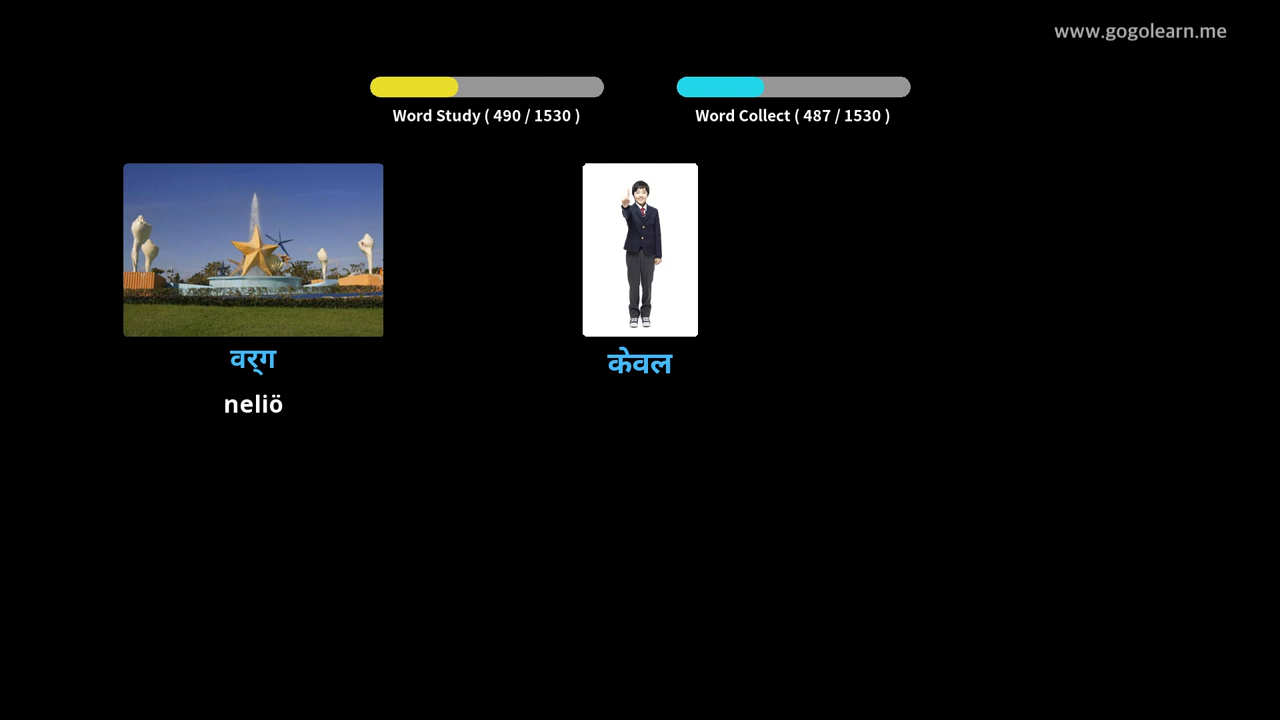 www.gogolearn.me
Word Study ( 490 / 1530 )
Word Collect ( 487 / 1530 )
वर्‌ग
neliö
केवल